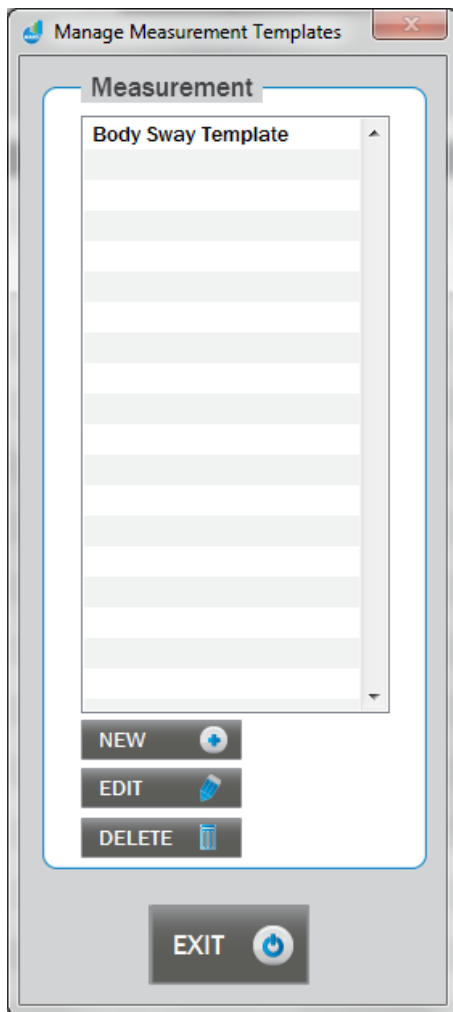 Manage Measurement Templates
Measurement
Body Sway Template
NEW
EDIT
DELETE
EXIT